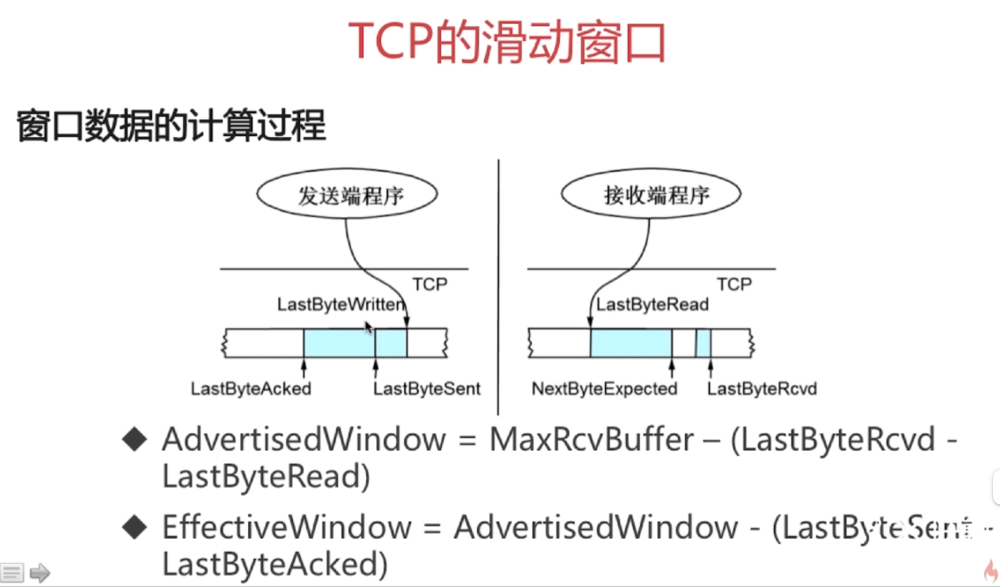 TCP的滑动窗口
窗口数据的计算过程
发送端程序
接收端程序
TCP
TCP
LastByteWritten
LastByteRead
LastByteAcked
LastByteSent
NextByteExpected
LastByteRcvd
◆ AdvertisedWindow = MaxRcvBuffer – (LastByteRcvd -
LastByteRead)
◆ EffectiveWindow = AdvertisedWindow - (LastByteSent -
LastByteAcked)